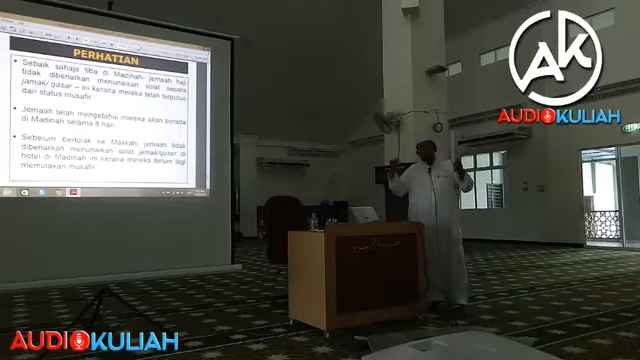 PERHATIAN
Sebaik sahaja tiba di Madinah, jemaah haji
tidak dibenarkan menunaikan solat secara
jamak/ qasar – ini kerana mereka telah terputus
dari status musafir.
Jemaah telah mengetahui mereka akan berada
di Madinah selama 8 hari
Sebelum bertolak ke Makkah, jemaah tidak
dibenarkan menunaikan solat jamak/qasar di
hotel di Madinah ini kerana mereka belum lagi
memulakan musafir.
AK
AUDIOKULIAH
AUDIOKULIAH